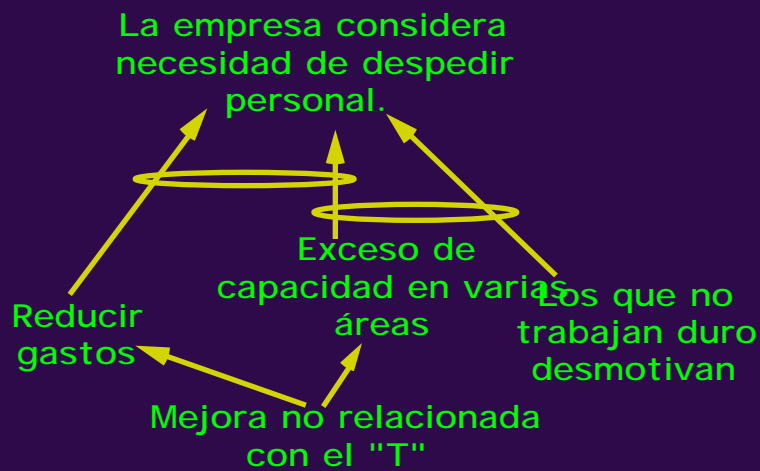 La empresa considera
necesidad de despedir
personal.
Exceso de
capacidad en varias
áreas
Reducir
gastos
Los que no
trabajan duro
desmotivan
Mejora no relacionada
con el "T"